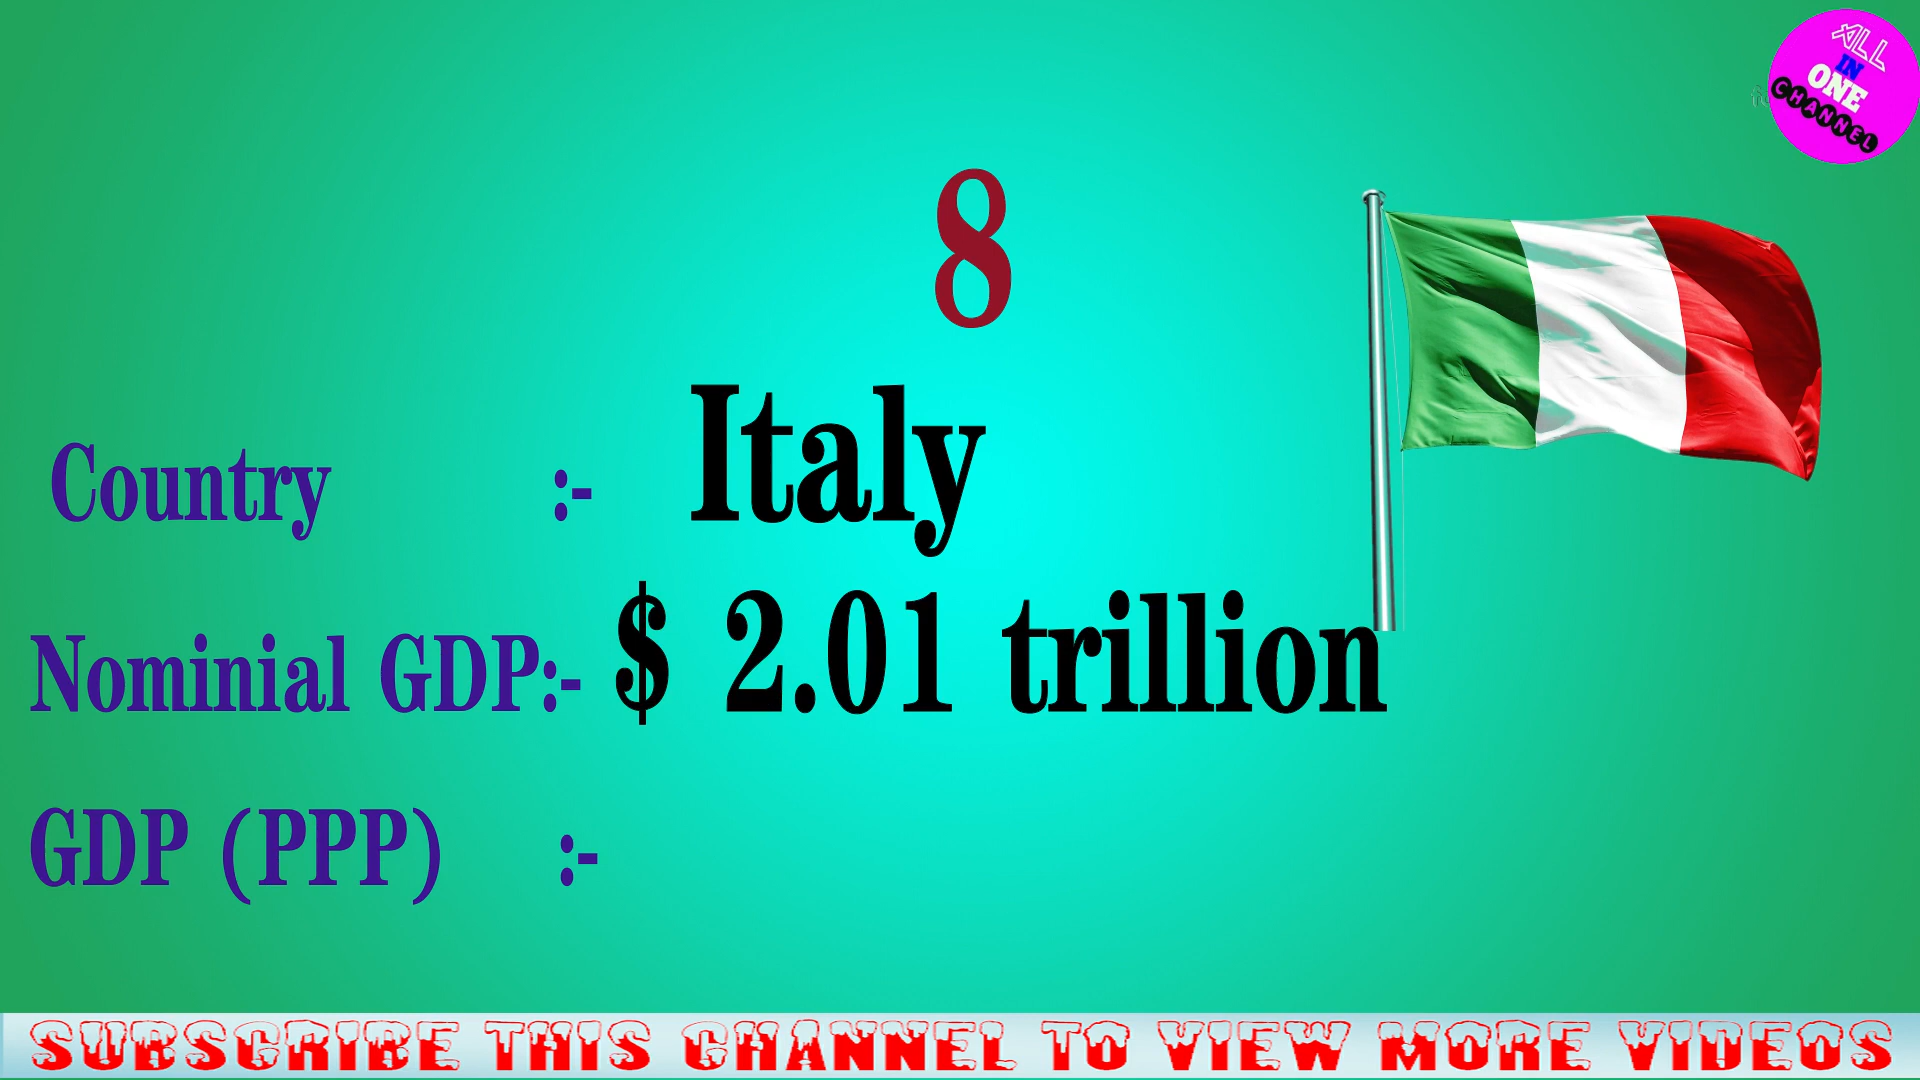 ALL
IN
ONE
CHANNEL
8
Country :- Italy
Nominial GDP:- $ 2.01 trillion
GDP (PPP) :-
SUBSCRIBE THIS CHANNEL TO VIEW MORE VIDEOS